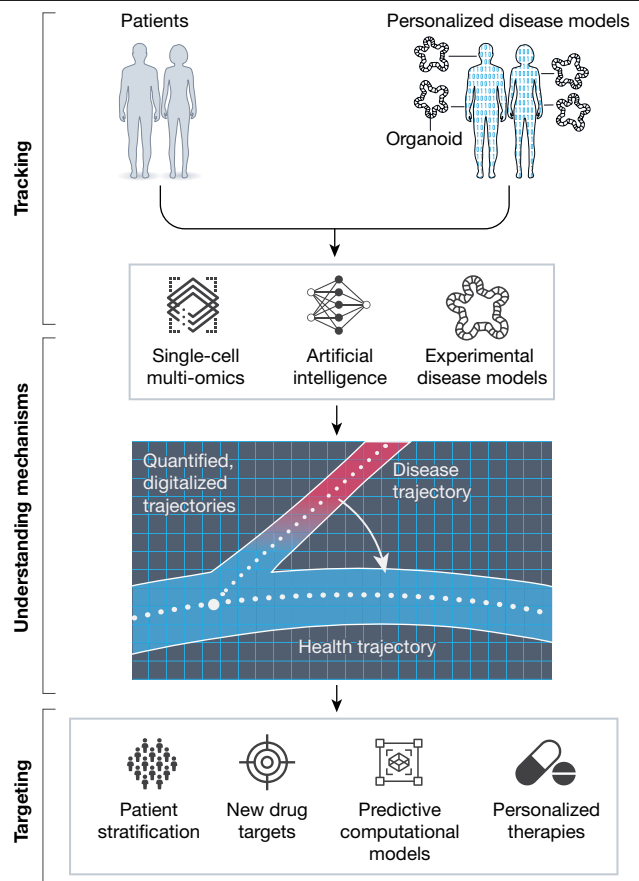 Patients
Personalized disease models
Organoid
Tracking
Single-cell
multi-omics
Artificial
intelligence
Experimental
disease models
Understanding mechanisms
Quantified,
digitalized
trajectories
Disease
trajectory
Health trajectory
Targeting
Patient
stratification
New drug
targets
Predictive
computational
models
Personalized
therapies